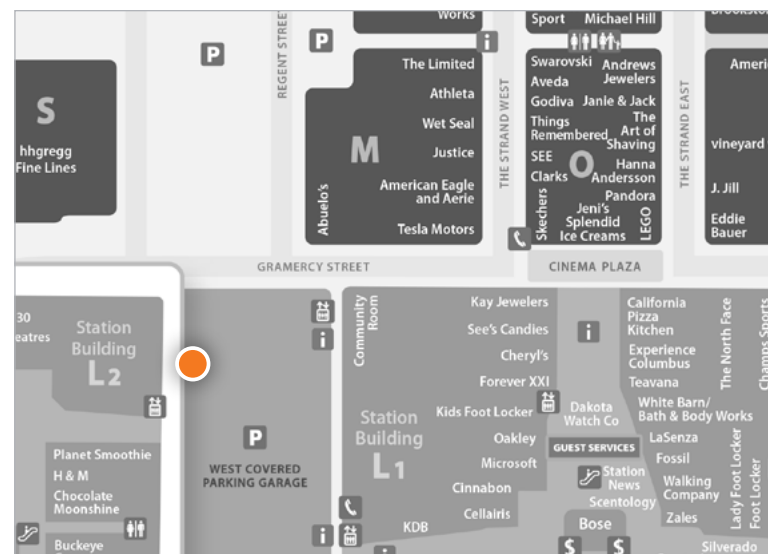 Works
REGENT STREET
P
P
i
S
hhgregg
Fine Lines
M
The Limited
Athleta
Wet Seal
Justice
American Eagle
and Aerie
Tesla Motors
Abuelo's
THE STRAND WEST
Sport
Michael Hill
Swarovski
Andrews
Jewelers
Aveda
Godiva
Janie & Jack
Things
Remembered
The
Art of
Shaving
SEE
O
Hanna
Andersson
Clarks
Pandora
Skechers
Jeni's
Splendid
Ice Creams
LEGO
THE STRAND EAST
Ameri
vineyard
J. Jill
Eddie
Bauer
GRAMERCY STREET
CINEMA PLAZA
30
eatres
Station
Building
L2
Planet Smoothie
H & M
Chocolate
Moonshine
Buckeye
P
WEST COVERED
PARKING GARAGE
i
i
Community
Room
Station
Building
L1
Kay Jewelers
See's Candies
Cheryl's
Forever XXI
Kids Foot Locker
Oakley
Microsoft
Cinnabon
Cellairis
KDB
i
i
Dakota
Watch Co
GUEST SERVICES
Station
News
Scentology
Bose
$
$
California
Pizza
Kitchen
Experience
Columbus
Teavana
White Barn/
Bath & Body Works
LaSenza
Fossil
Walking
Company
Zales
The North Face
Champs Sports
Lady Foot Locker
Foot Locker
Silverado